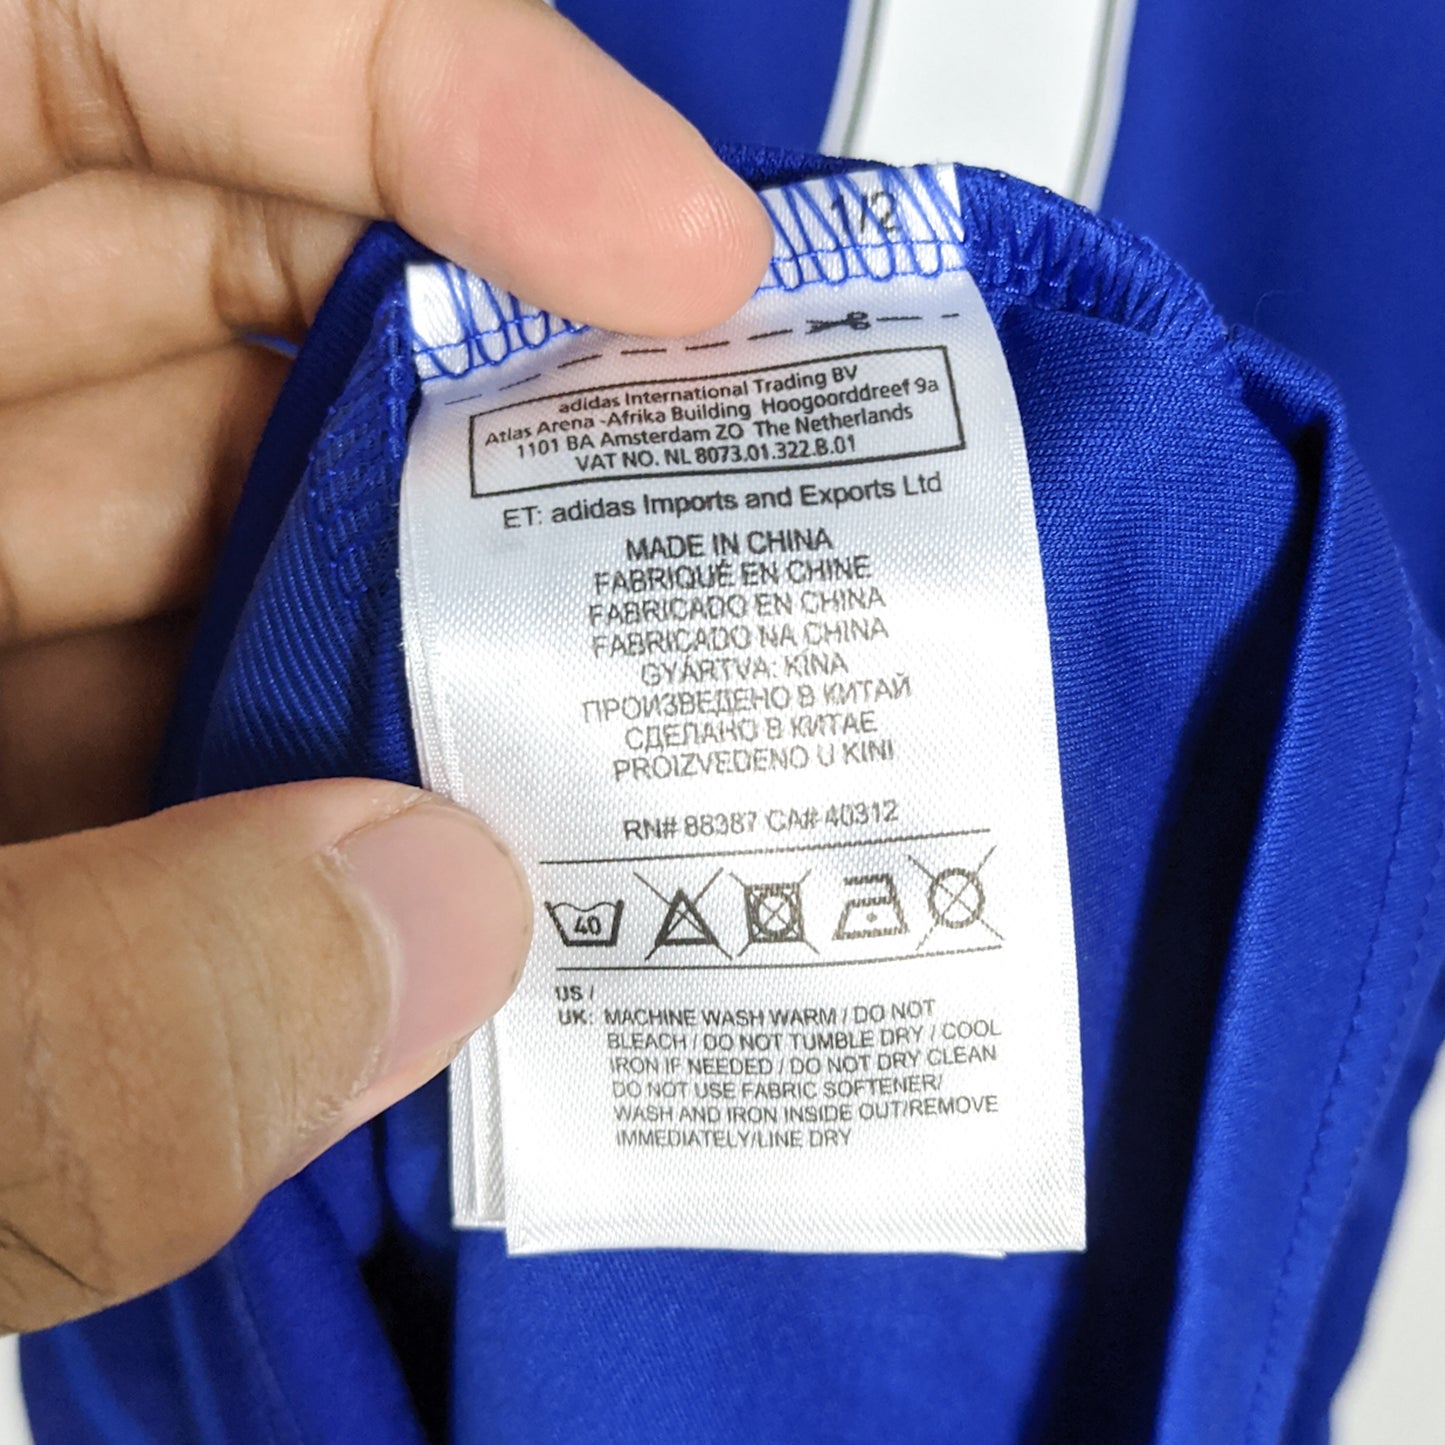 1/2
adidas International Trading BV
Atlas Arena -Afrika Building Hoogoorddreef 9a
1101 BA Amsterdam ZO The Netherlands
VAT NO. NL 8073.01.322.B.01
ET: adidas Imports and Exports Ltd
MADE IN CHINA
FABRIQUÉ EN CHINE
FABRICADO EN CHINA
FABRICADO NA CHINA
GYÁRTVA: KÍNA
ПРОИЗВЕДЕНО В КИТАЙ
СДЕЛАНО В КИТАЕ
PROIZVEDENO U KINI
RN# 88387 CA# 40312
40
US /
UK: MACHINE WASH WARM / DO NOT
BLEACH / DO NOT TUMBLE DRY / COOL
IRON IF NEEDED / DO NOT DRY CLEAN
DO NOT USE FABRIC SOFTENER/
WASH AND IRON INSIDE OUT/REMOVE
IMMEDIATELY/LINE DRY